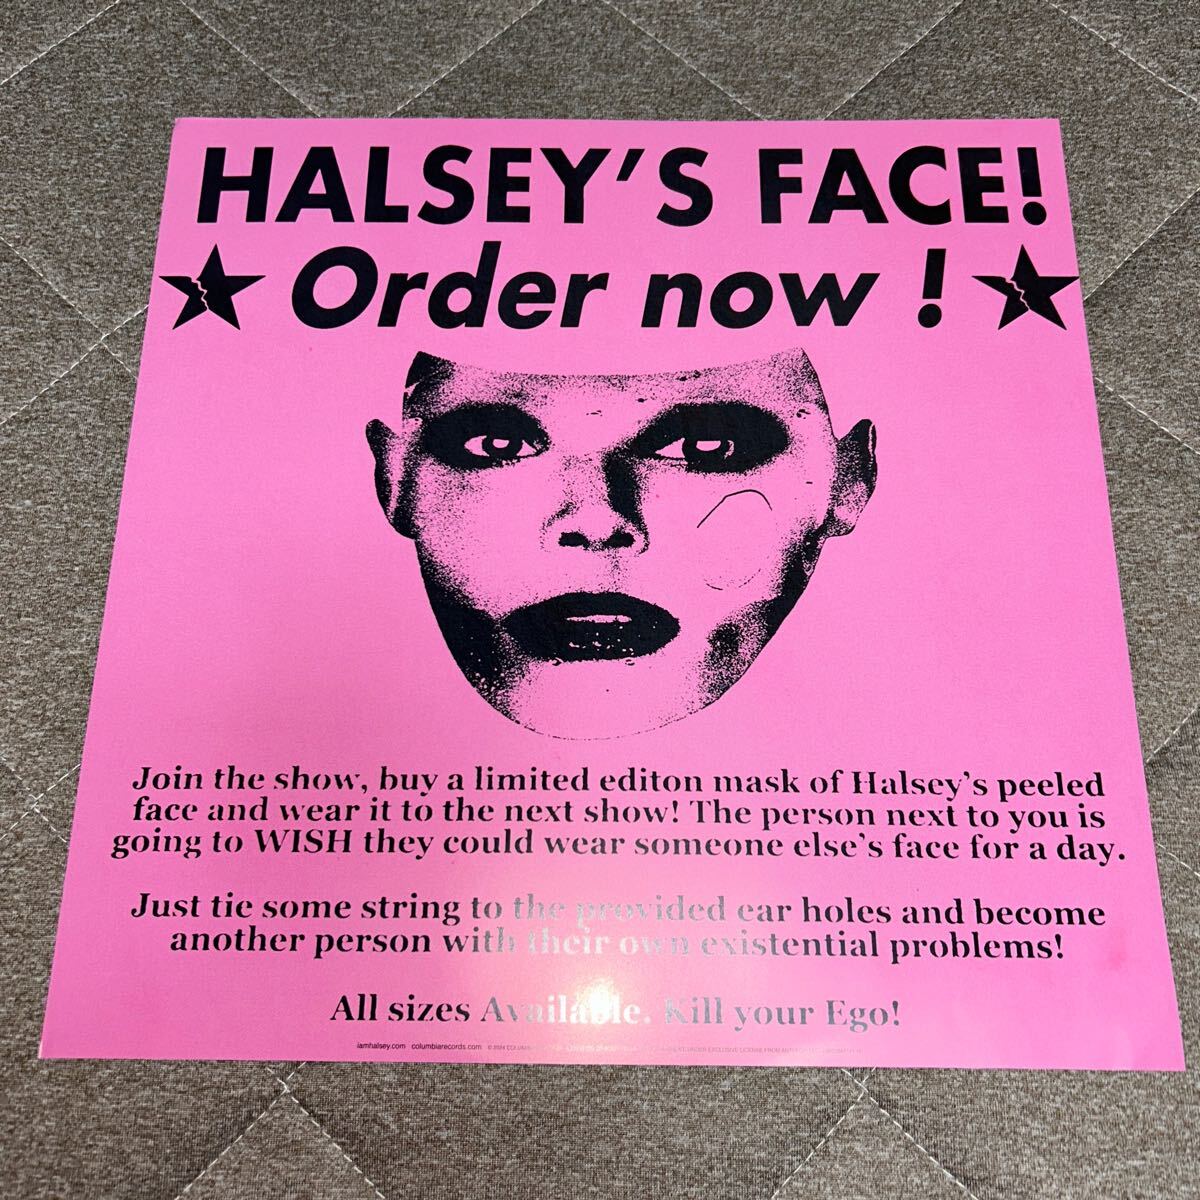 HALSEY'S FACE!
Order now !
Join the show, buy a limited editon mask of Halsey's peeled
face and wear it to the next show! The person next to you is
going to WISH they could wear someone else's face for a day.
Just tie some string to the provided ear holes and become
another person with their own existential problems!
All sizes Available. Kill your Ego!
iamhalsey.com columbiarecords.com © 2024 COLUMBIA